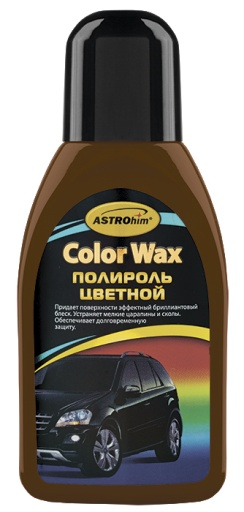 ASTROhim®
Color Wax
ПОЛИРОЛЬ
ЦВЕТНОЙ
Придает поверхности эффектный бриллиантовый
блеск. Устраняет мелкие царапины и сколы.
Обеспечивает долговременную
защиту.